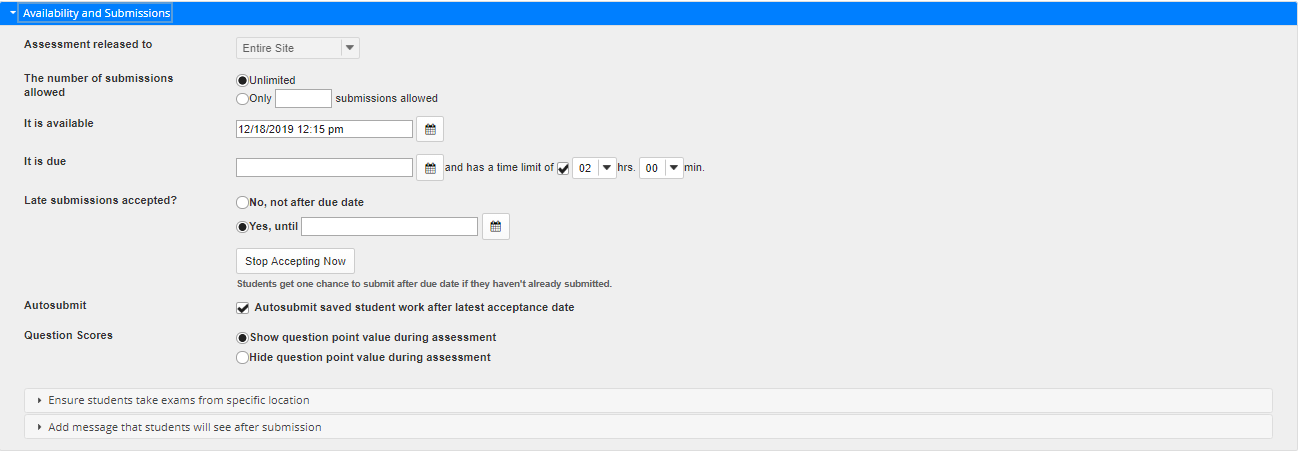 Availability and Submissions
Assessment released to
Entire Site
The number of submissions
allowed
Unlimited
Only submissions allowed
It is available
12/18/2019 12:15 pm
It is due
and has a time limit of 02 hrs. 00 min.
Late submissions accepted?
No, not after due date
Yes, until
Stop Accepting Now
Students get one chance to submit after due date if they haven't already submitted.
Autosubmit
Autosubmit saved student work after latest acceptance date
Question Scores
Show question point value during assessment
Hide question point value during assessment
Ensure students take exams from specific location
Add message that students will see after submission